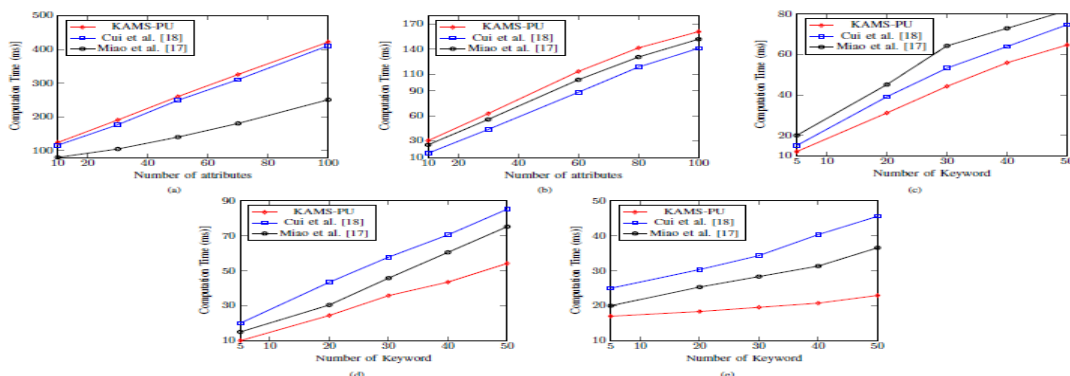 500
400
300
200
100
10 20 40 60 80 100
Computation Time (ms)
KAMS-PU
Cui et al. [18]
Miao et al. [17]
Number of attributes
(a)
170
140
110
90
60
30
10
10 20 40 60 80 100
Computation Time (ms)
KAMS-PU
Cui et al. [18]
Miao et al. [17]
Number of attributes
(b)
80
60
40
20
10
5 10 20 30 40 50
Computation Time (ms)
KAMS-PU
Cui et al. [18]
Miao et al. [17]
Number of Keyword
(c)
90
70
50
30
10
5 10 20 30 40 50
Computation Time (ms)
KAMS-PU
Cui et al. [18]
Miao et al. [17]
Number of Keyword
(d)
50
40
30
20
10
5 10 20 30 40 50
Computation Time (ms)
KAMS-PU
Cui et al. [18]
Miao et al. [17]
Number of Keyword
(e)